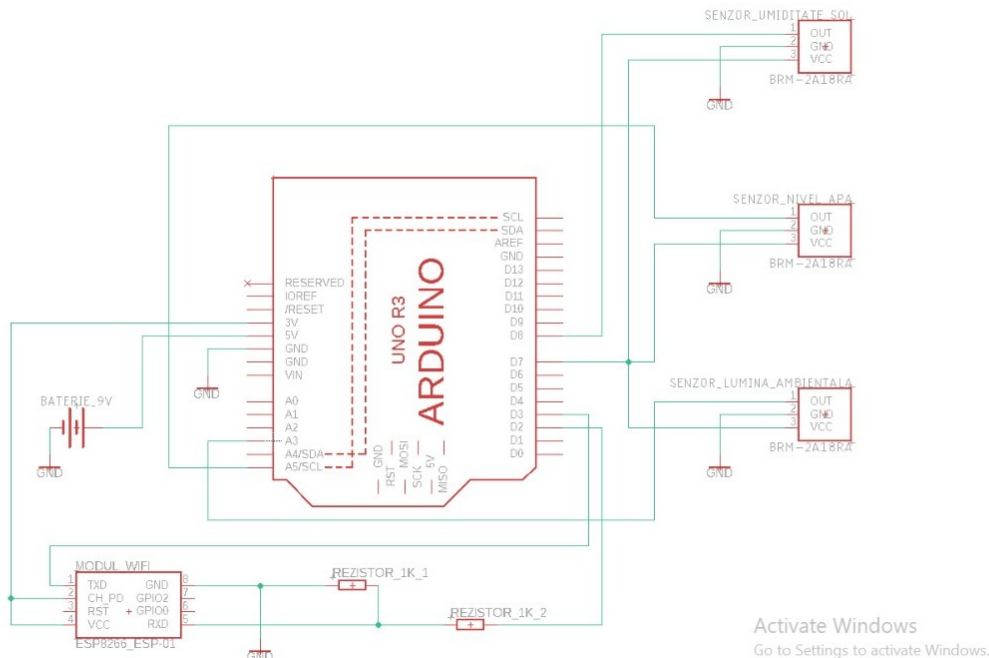 SENZOR_UMIDITATE_SOL
1 OUT
2 GND
3 VCC
BRM-2A18RA
GND
SENZOR_NIVEL_APA
1 OUT
2 GND
3 VCC
BRM-2A18RA
GND
SENZOR_LUMINA_AMBIENTALA
1 OUT
2 GND
3 VCC
BRM-2A18RA
GND
UNO R3
ARDUINO
RESERVED
IOREF
/RESET
3V
5V
GND
GND
VIN
A0
A1
A2
A3
A4/SDA
A5/SCL
SCL
SDA
AREF
GND
D13
D12
D11
D10
D9
D8
D7
D6
D5
D4
D3
D2
D1
D0
GND
RST
MOSI
SCK
5V
MISO
GND
BATERIE_9V
GND
MODUL_WIFI
1 TXD GND 8
2 CH_PD GPIO2 7
3 RST GPIO0 6
4 VCC RXD 5
ESP8266_ESP-01
GND
REZISTOR_1K_1
REZISTOR_1K_2
Activate Windows
Go to Settings to activate Windows.